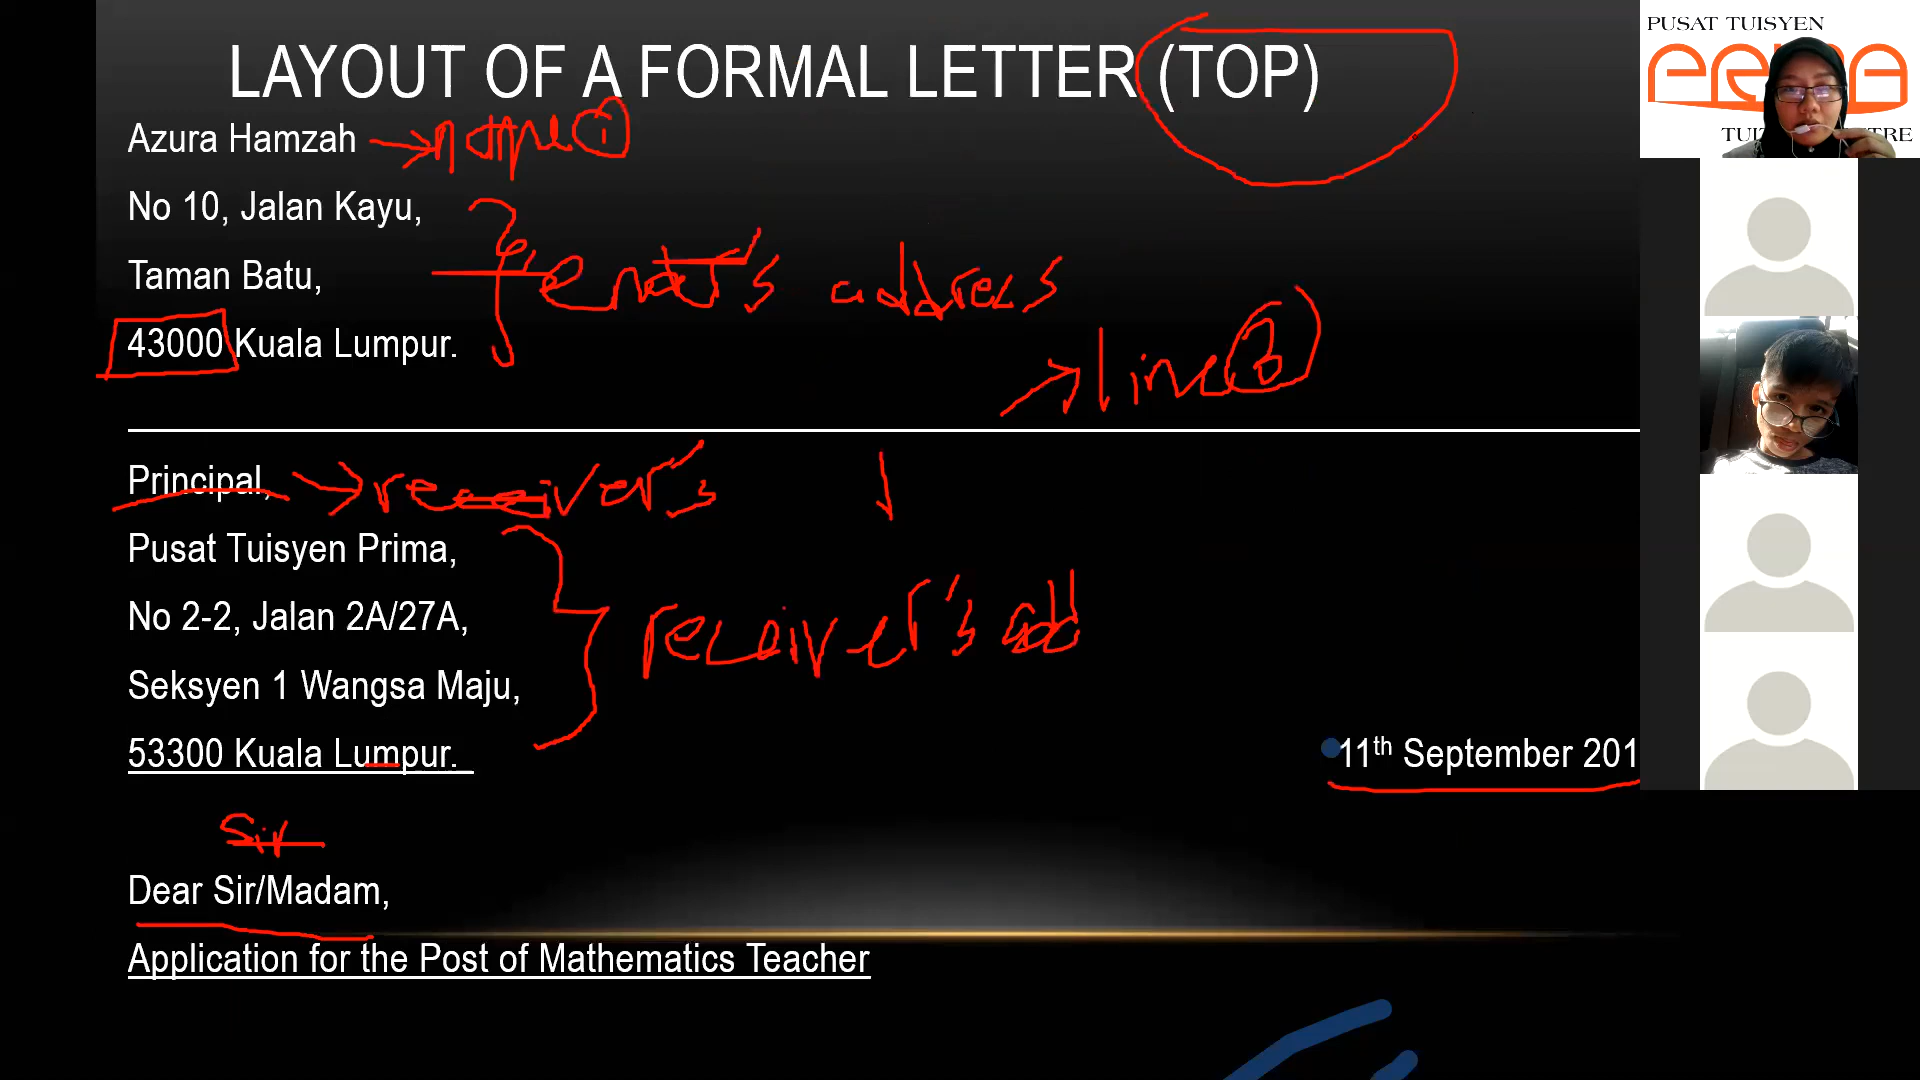 LAYOUT OF A FORMAL LETTER (TOP)
PUSAT TUISYEN
PRIMA
Azura Hamzah → name ①
No 10, Jalan Kayu,
Taman Batu,
address
43000 Kuala Lumpur.
→ line ③
Principal, → receiver's
Pusat Tuisyen Prima,
No 2-2, Jalan 2A/27A,
receiver's add
Seksyen 1 Wangsa Maju,
53300 Kuala Lumpur.
11th September 201
Sir
Dear Sir/Madam,
Application for the Post of Mathematics Teacher